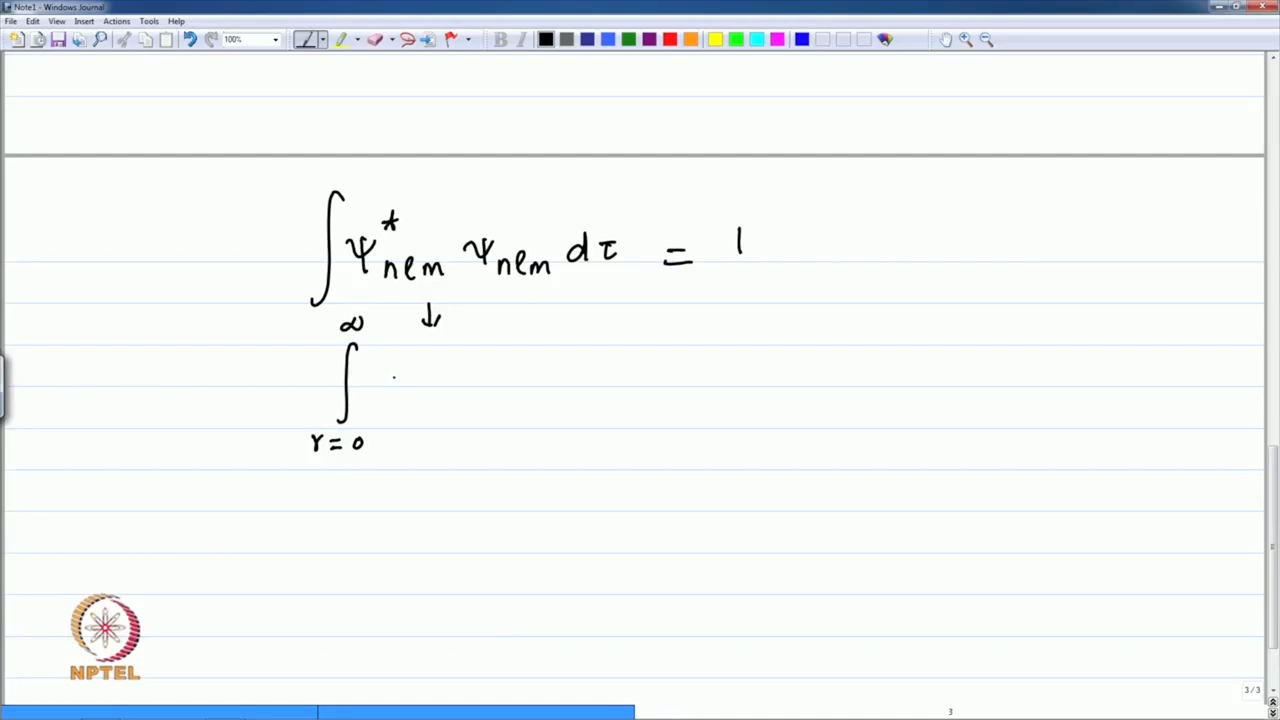 Note1 - Windows Journal
File Edit View Insert Actions Tools Help
100%
∫ ψ*nlm ψnlm dτ = 1
∞ ↓
∫
r = 0
NPTEL
3/3
3